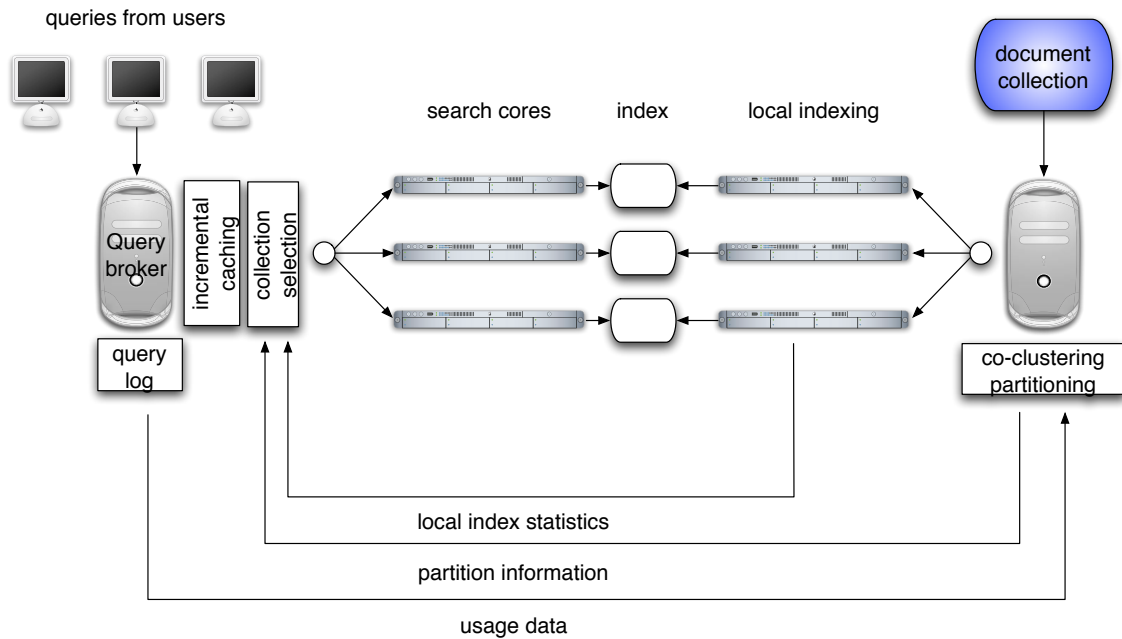 queries from users
document
collection
search cores
index
local indexing
Query
broker
incremental
caching
collection
selection
query
log
co-clustering
partitioning
local index statistics
partition information
usage data